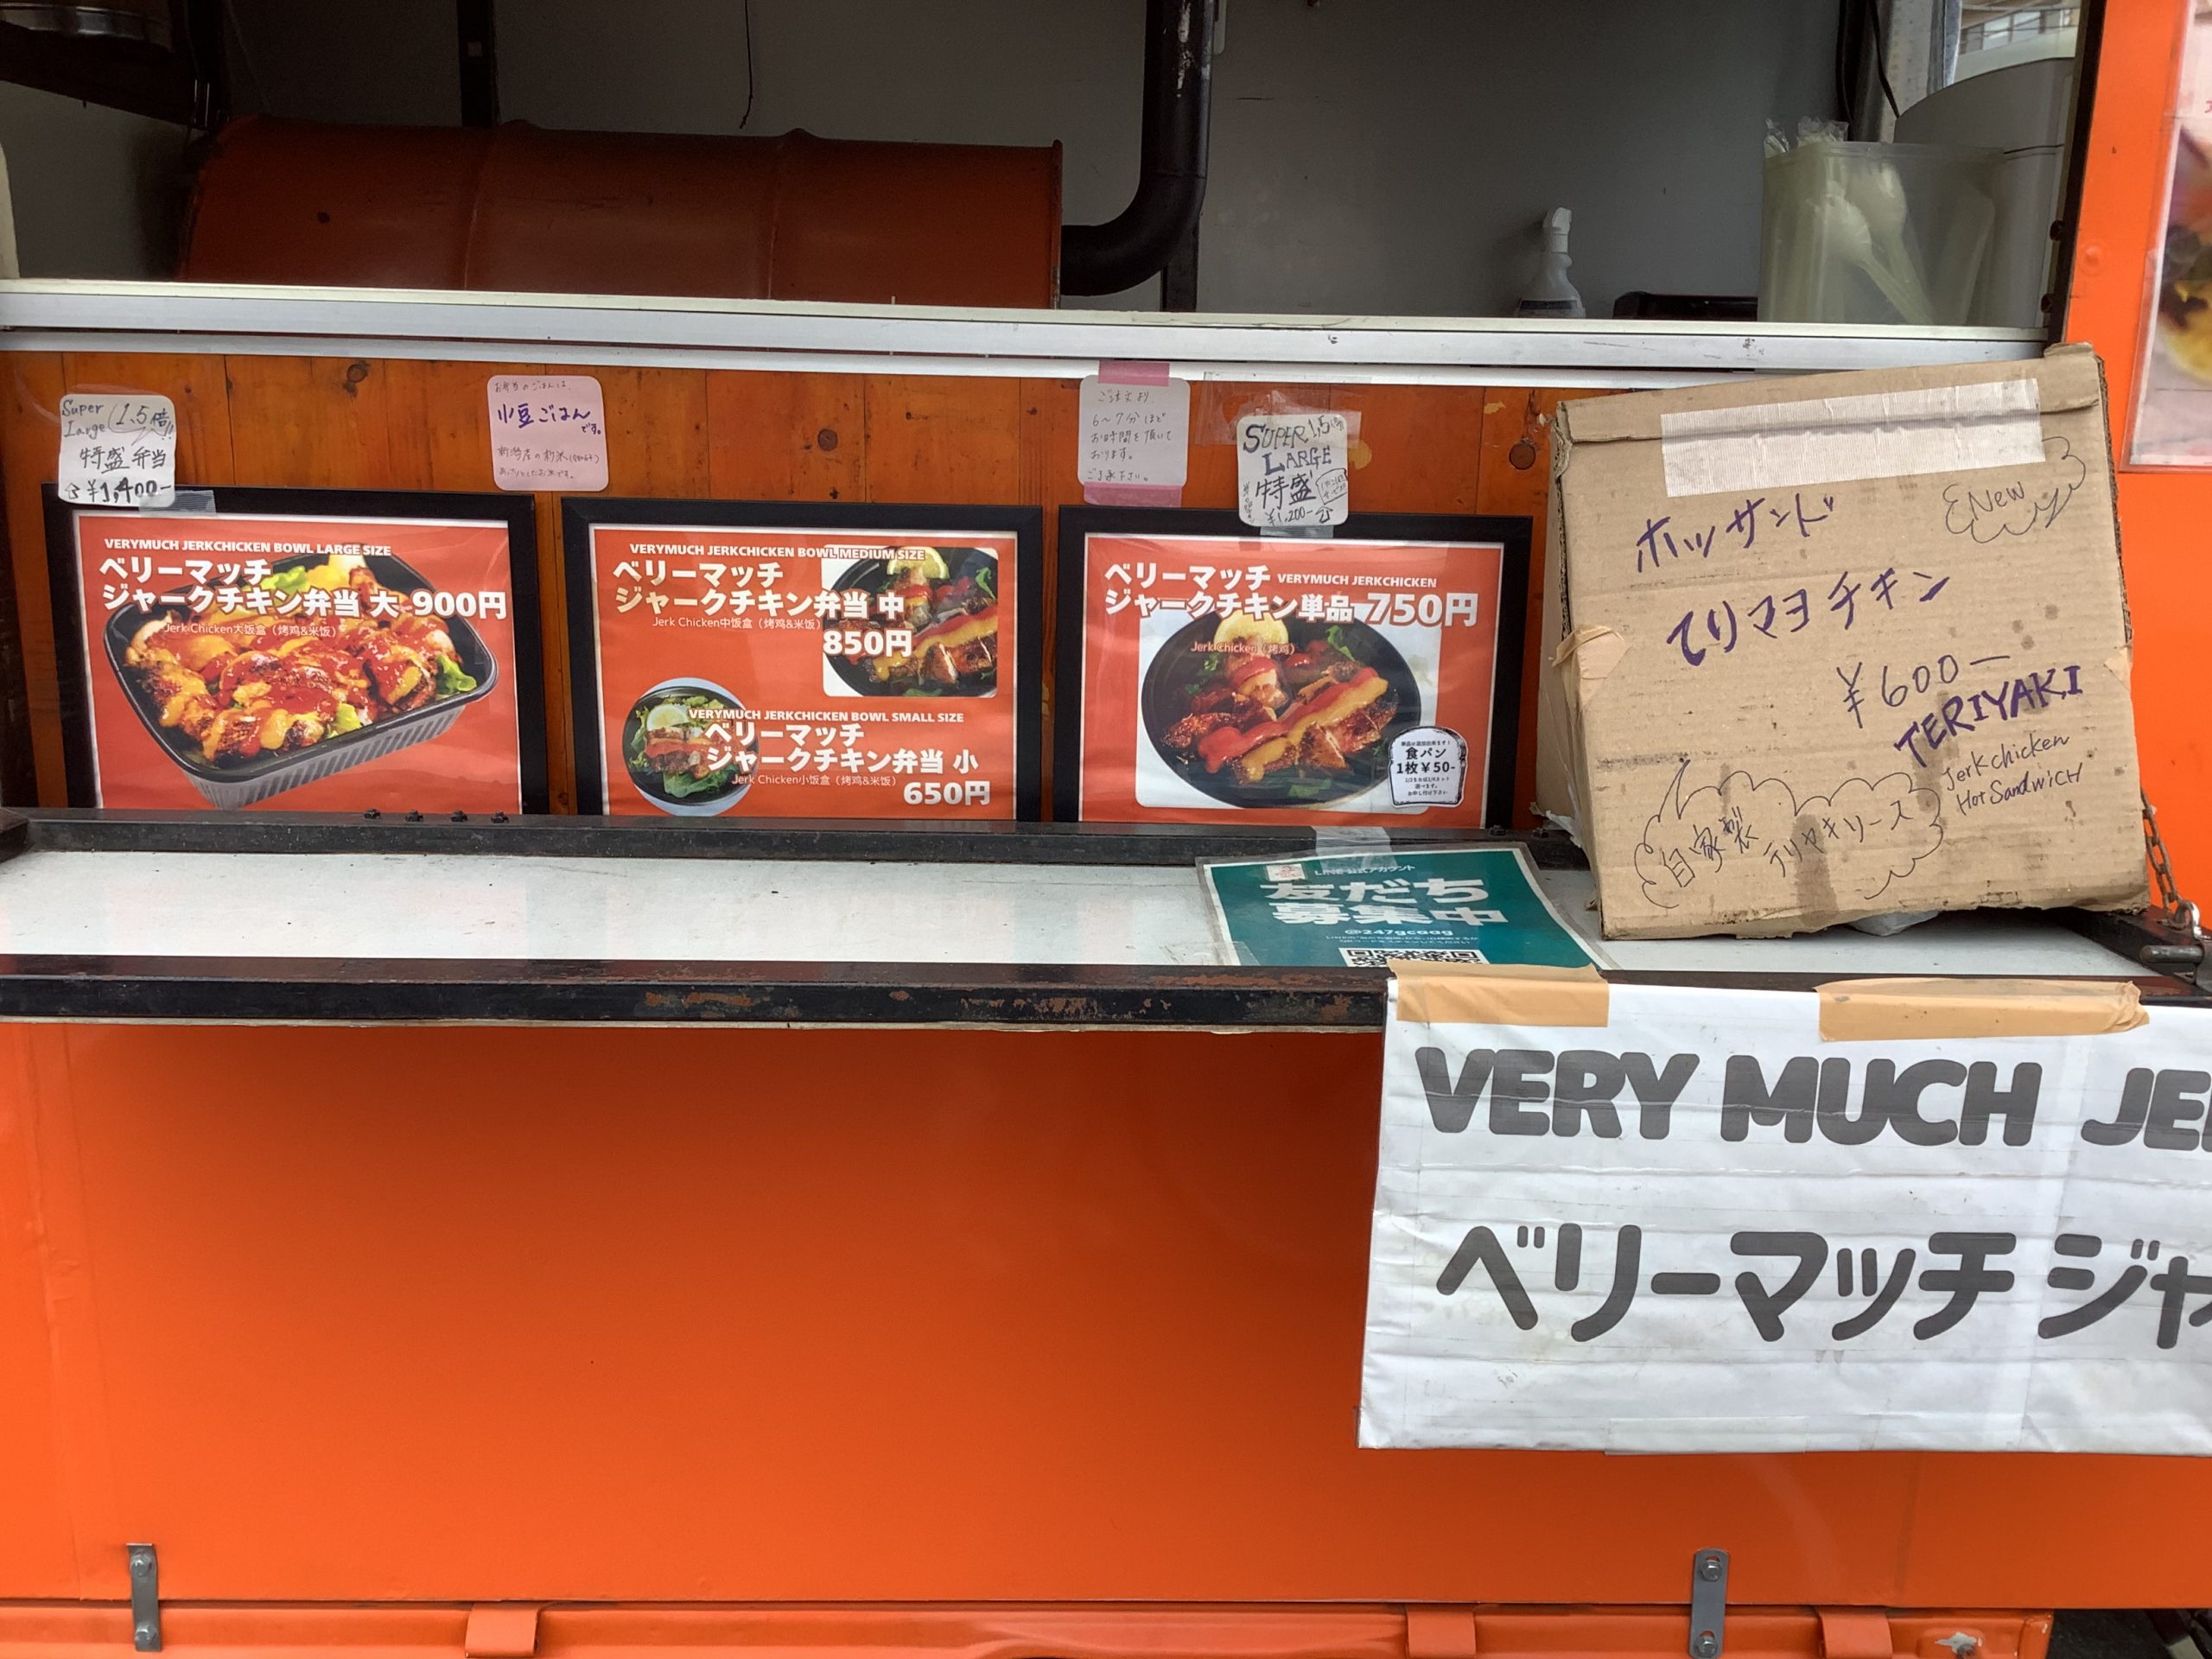 Super
Large 1.5倍!!
特盛弁当
¥1,400-
お弁当のごはんは、
小豆ごはん
です。
ご注文より
6〜7分ほど
お時間を頂いて
おります。
ご了承下さい。
SUPER 1.5倍
LARGE
特盛
¥1,200-
VERYMUCH JERKCHICKEN BOWL LARGE SIZE
ベリーマッチ
ジャークチキン弁当 大 900円
Jerk Chicken大饭盒（烤鸡&米饭）
VERYMUCH JERKCHICKEN BOWL MEDIUM SIZE
ベリーマッチ
ジャークチキン弁当 中
Jerk Chicken中饭盒（烤鸡&米饭）
850円
VERYMUCH JERKCHICKEN BOWL SMALL SIZE
ベリーマッチ
ジャークチキン弁当 小
Jerk Chicken小饭盒（烤鸡&米饭）
650円
ベリーマッチ VERYMUCH JERKCHICKEN
ジャークチキン単品 750円
Jerk Chicken（烤鸡）
食パン
1枚¥50-
New
ホッサンド
てりマヨチキン
¥600-
TERIYAKI
Jerkchicken
Hot Sandwich
自家製
テリヤキソース
LINE公式アカウント
友だち
募集中
@247gcaag
VERY MUCH JE
ベリーマッチ ジャ